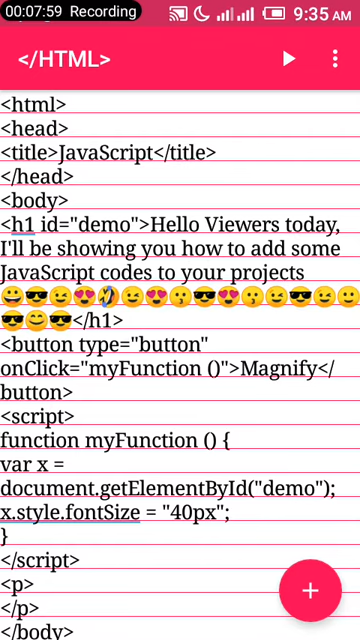 00:07:59 Recording
9:35 AM
</HTML>
<html>
<head>
<title>JavaScript</title>
</head>
<body>
<h1 id="demo">Hello Viewers today,
I'll be showing you how to add some
JavaScript codes to your projects
😀😎😉😍🤣😉😍😗😎😍😗😉😎😉🙂
😎😊😎</h1>
<button type="button"
onClick="myFunction ()">Magnify</
button>
<script>
function myFunction () {
var x =
document.getElementById("demo");
x.style.fontSize = "40px";
}
</script>
<p>
</p>
</body>